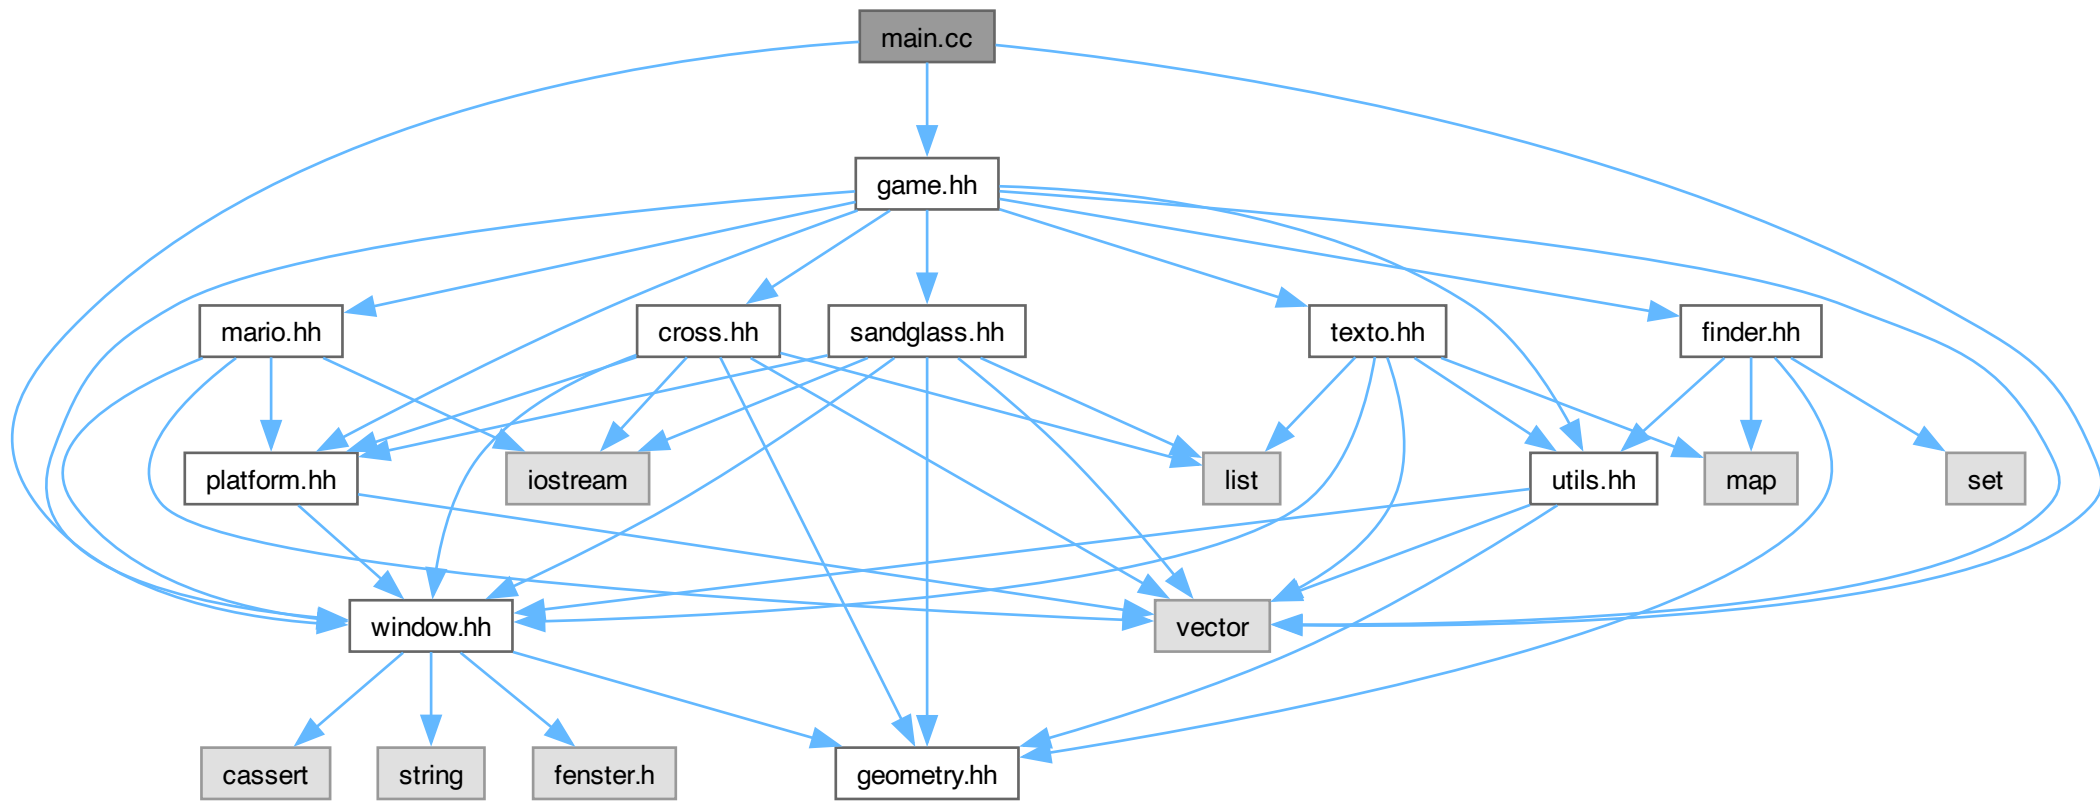 main.cc
game.hh
mario.hh
cross.hh
sandglass.hh
texto.hh
finder.hh
platform.hh
iostream
list
utils.hh
map
set
window.hh
vector
cassert
string
fenster.h
geometry.hh